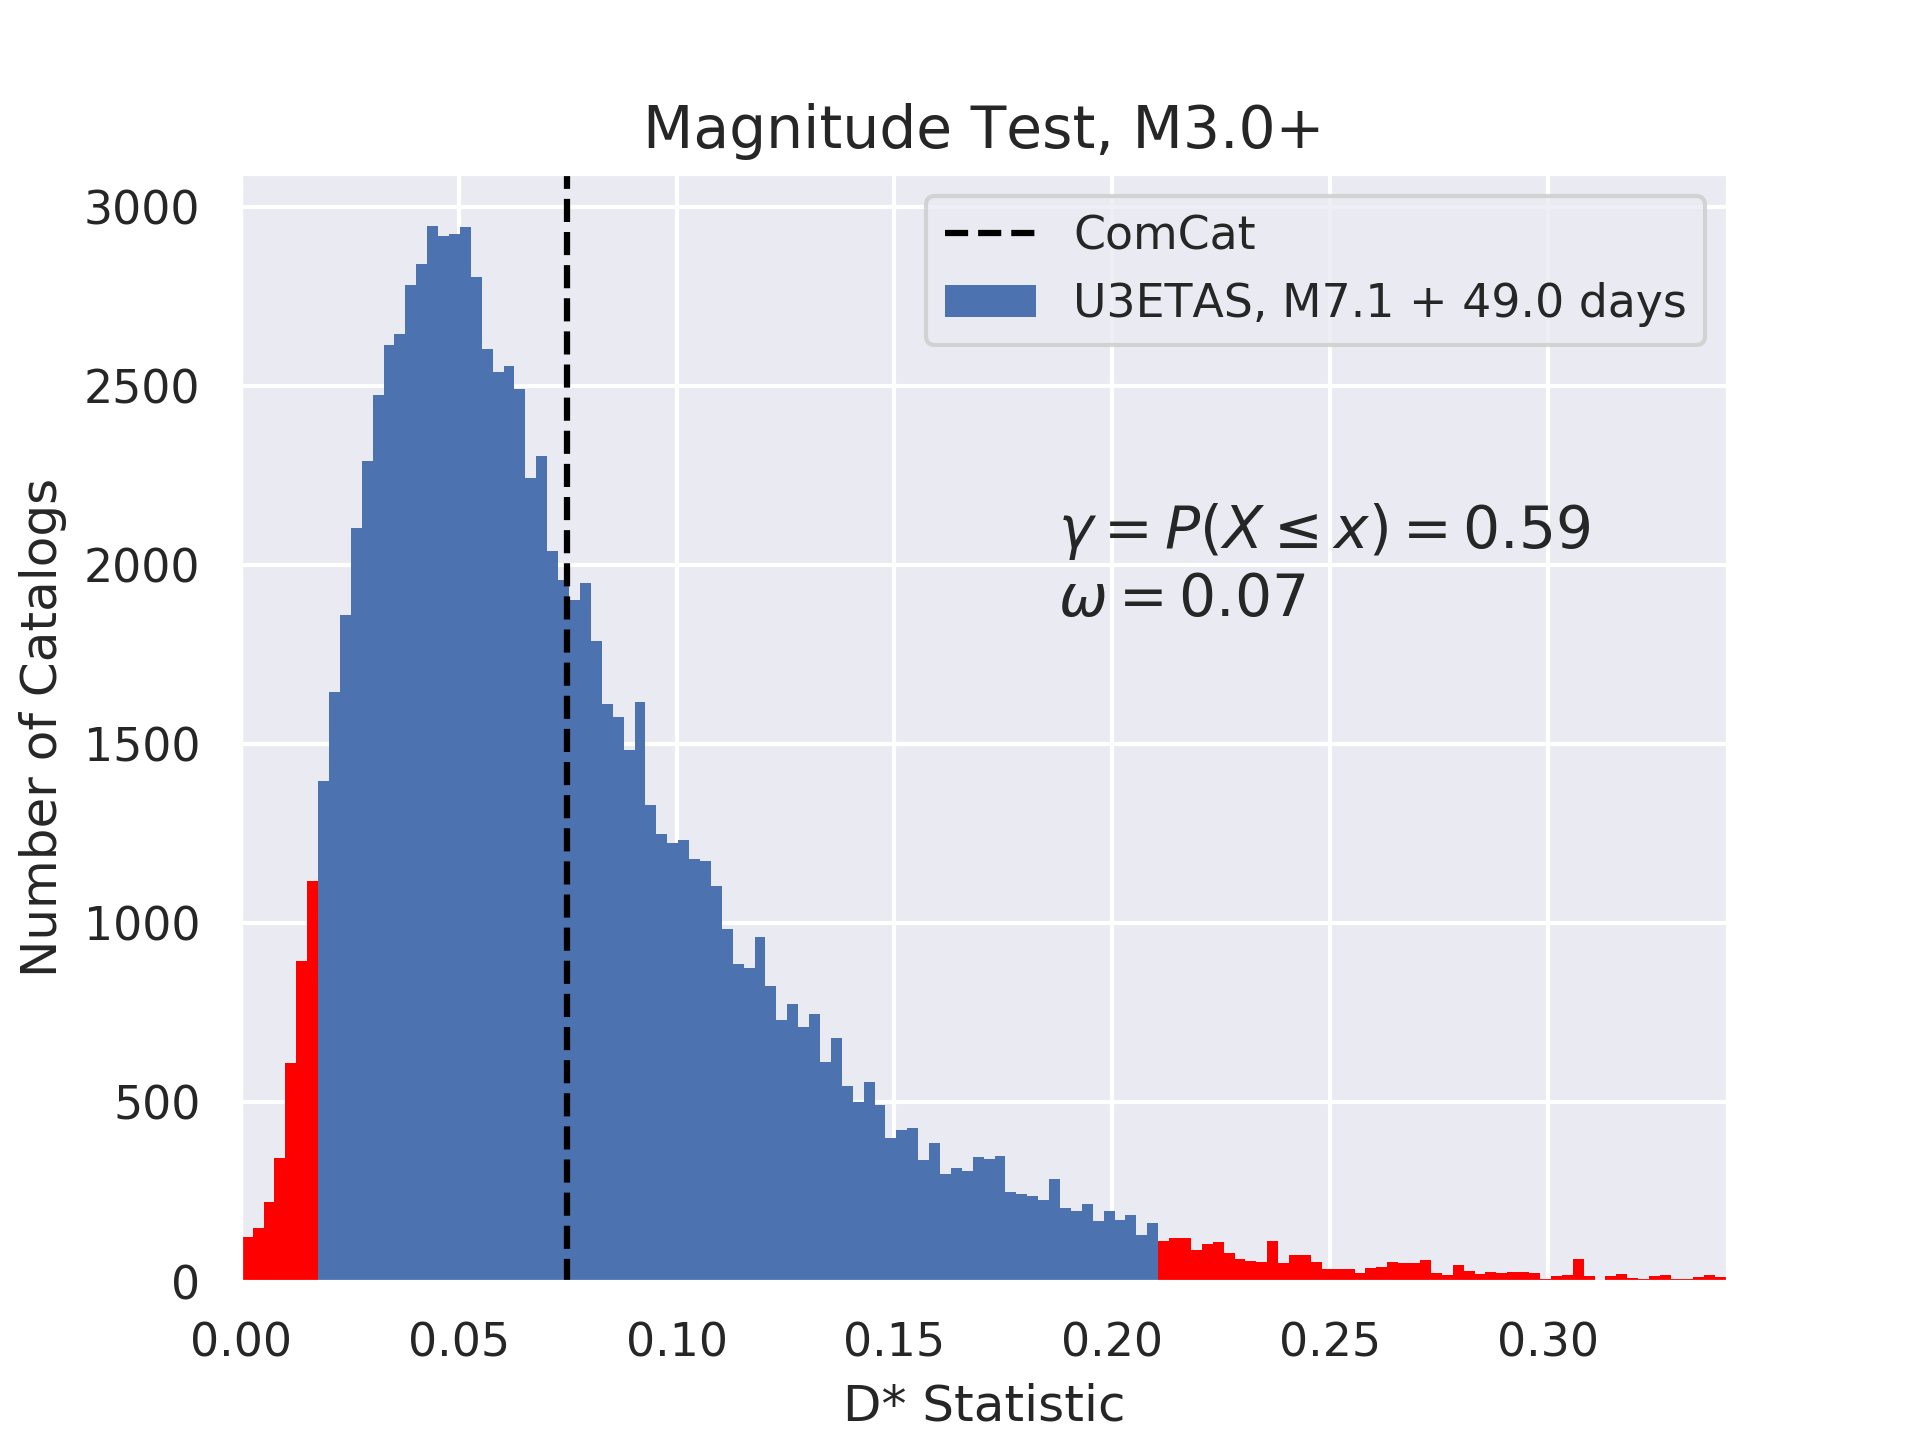 Magnitude Test, M3.0+
ComCat
U3ETAS, M7.1 + 49.0 days
γ = P(X ≤ x) = 0.59
ω = 0.07
Number of Catalogs
3000
2500
2000
1500
1000
500
0
0.00 0.05 0.10 0.15 0.20 0.25 0.30
D* Statistic